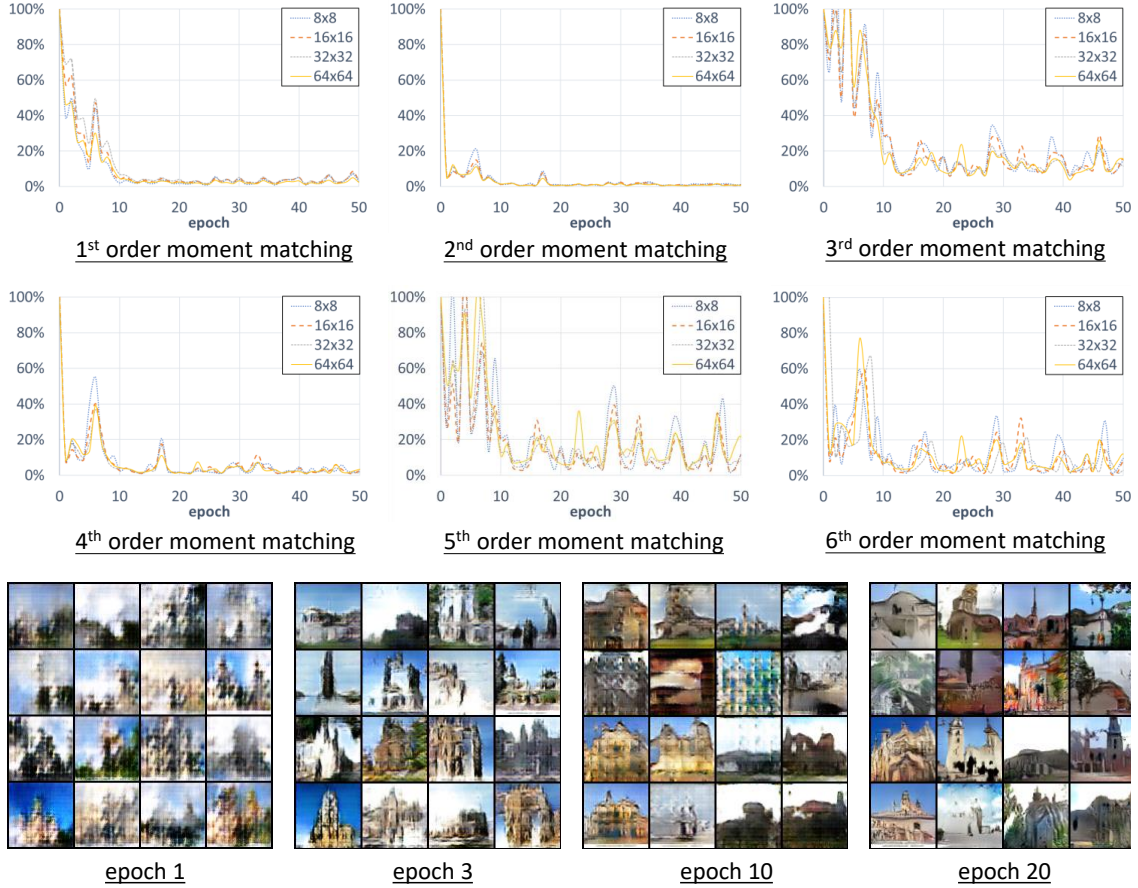 100% 100% 100%
8x8 8x8 8x8
80% 16x16 80% 16x16 80% 16x16
32x32 32x32 32x32
60% 64x64 60% 64x64 60% 64x64
40% 40% 40%
20% 20% 20%
0% 0% 0%
0 10 20 30 40 50 0 10 20 30 40 50 0 10 20 30 40 50
epoch epoch epoch
1st order moment matching 2nd order moment matching 3rd order moment matching
100% 100% 100%
8x8 8x8 8x8
80% 16x16 80% 16x16 80% 16x16
32x32 32x32 32x32
60% 64x64 60% 64x64 60% 64x64
40% 40% 40%
20% 20% 20%
0% 0% 0%
0 10 20 30 40 50 0 10 20 30 40 50 0 10 20 30 40 50
epoch epoch epoch
4th order moment matching 5th order moment matching 6th order moment matching
epoch 1 epoch 3 epoch 10 epoch 20